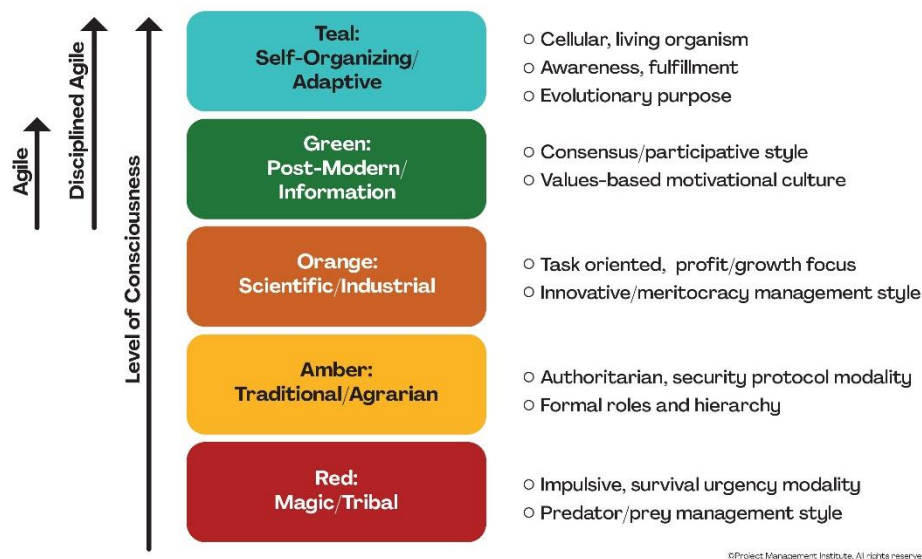 Agile
Disciplined Agile
Level of Consciousness
Teal:
Self-Organizing/
Adaptive
○ Cellular, living organism
○ Awareness, fulfillment
○ Evolutionary purpose
Green:
Post-Modern/
Information
○ Consensus/participative style
○ Values-based motivational culture
Orange:
Scientific/Industrial
○ Task oriented, profit/growth focus
○ Innovative/meritocracy management style
Amber:
Traditional/Agrarian
○ Authoritarian, security protocol modality
○ Formal roles and hierarchy
Red:
Magic/Tribal
○ Impulsive, survival urgency modality
○ Predator/prey management style
©Project Management Institute. All rights reserve